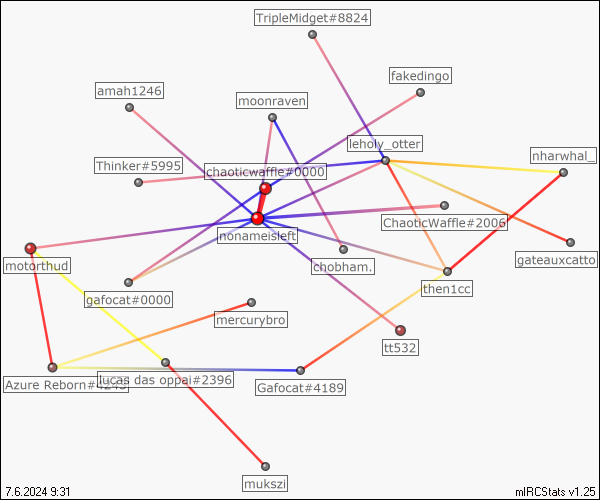 TripleMidget#8824
fakedingo
amah1246
moonraven
leholy_otter
nharwhal_
Thinker#5995
chaoticwaffle#0000
ChaoticWaffle#2006
nonameisleft
motorthud
chobham.
gateauxcatto
then1cc
gafocat#0000
mercurybro
tt532
Azure Reborn#4243
lucas das oppai#2396
Gafocat#4189
mukszi
7.6.2024 9:31
mIRCStats v1.25